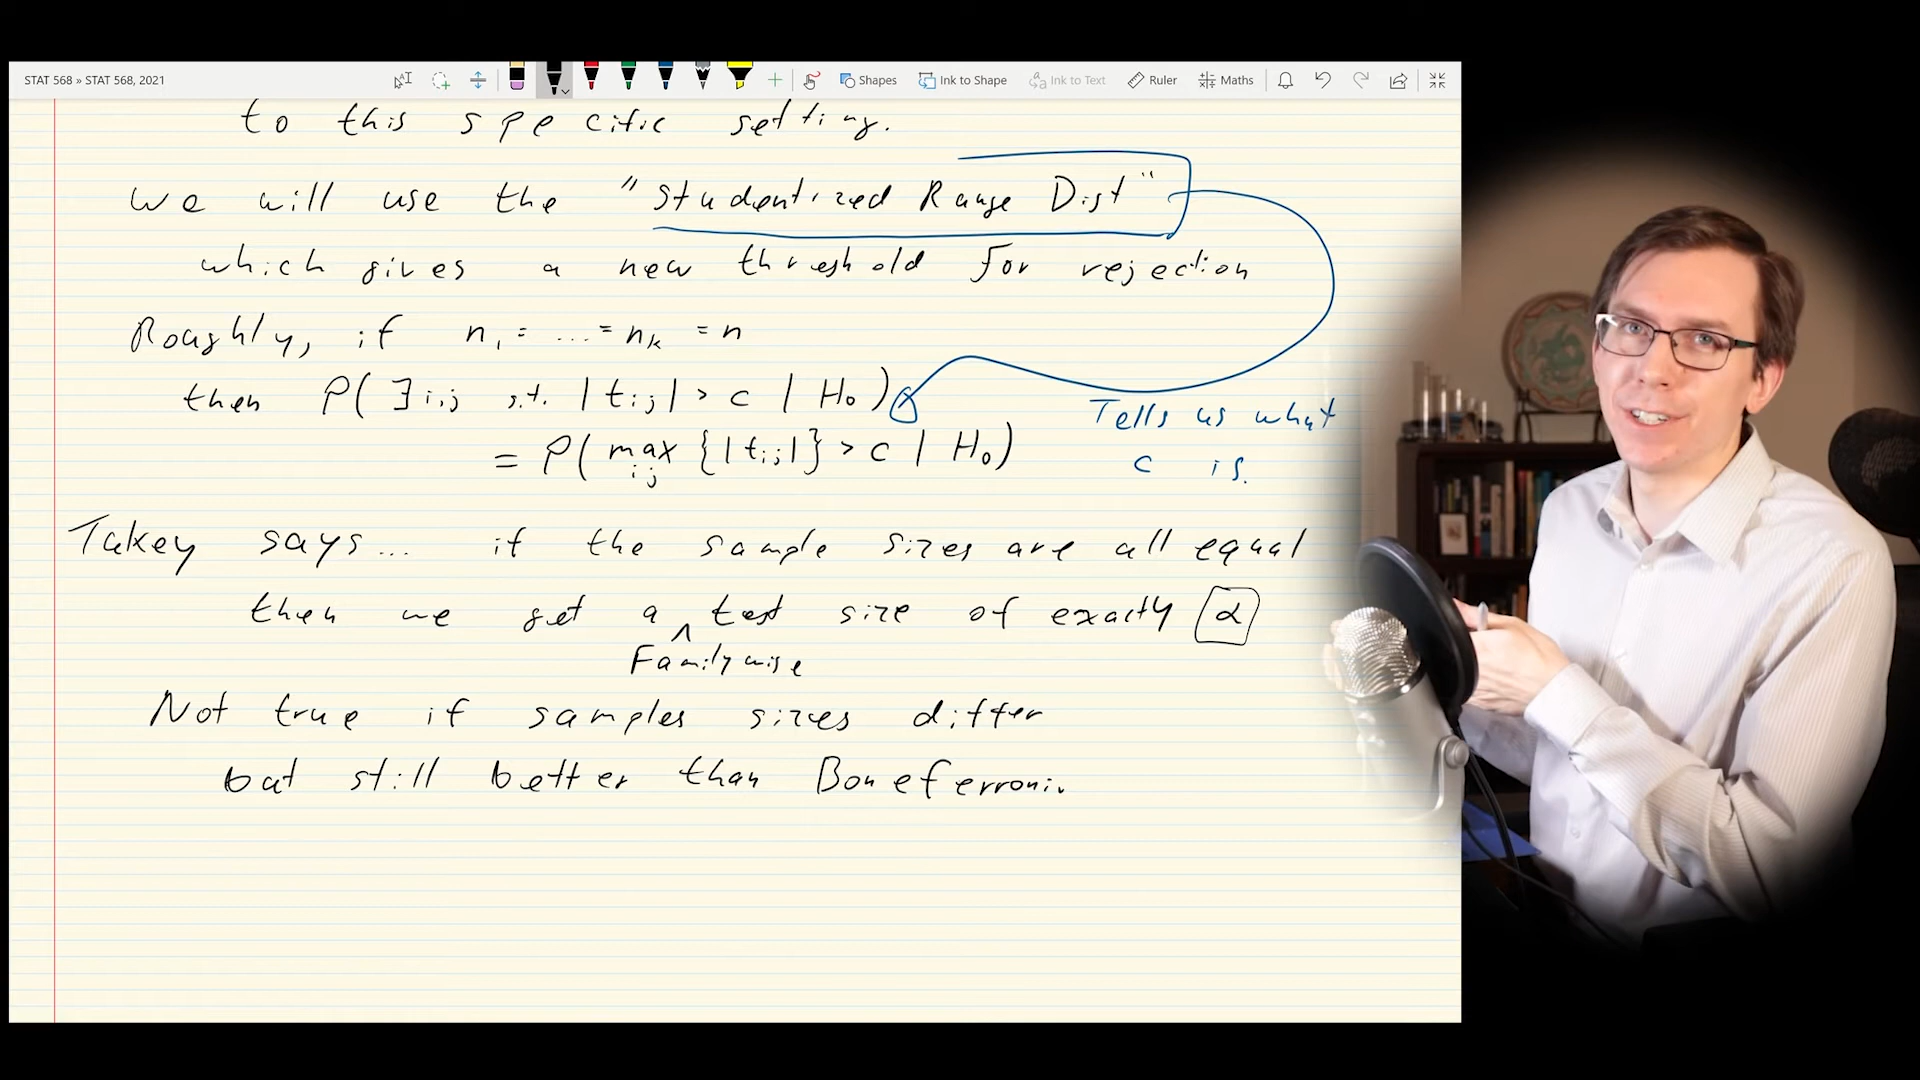 STAT 568 » STAT 568, 2021
Shapes Ink to Shape Ink to Text Ruler Maths
to this specific setting.
we will use the "Studentized Range Dist"
which gives a new threshold for rejection
Roughly, if n₁ = ... = nₖ = n
then P( ∃ i,j s.t. |tᵢⱼ| > c | H₀ )
Tells us what
= P( max {|tᵢⱼ|} > c | H₀ )
ij
c is.
Tukey says... if the sample sizes are all equal
then we get a ^ test size of exactly α
Familywise
Not true if samples sizes differ
but still better than Boneferroni.